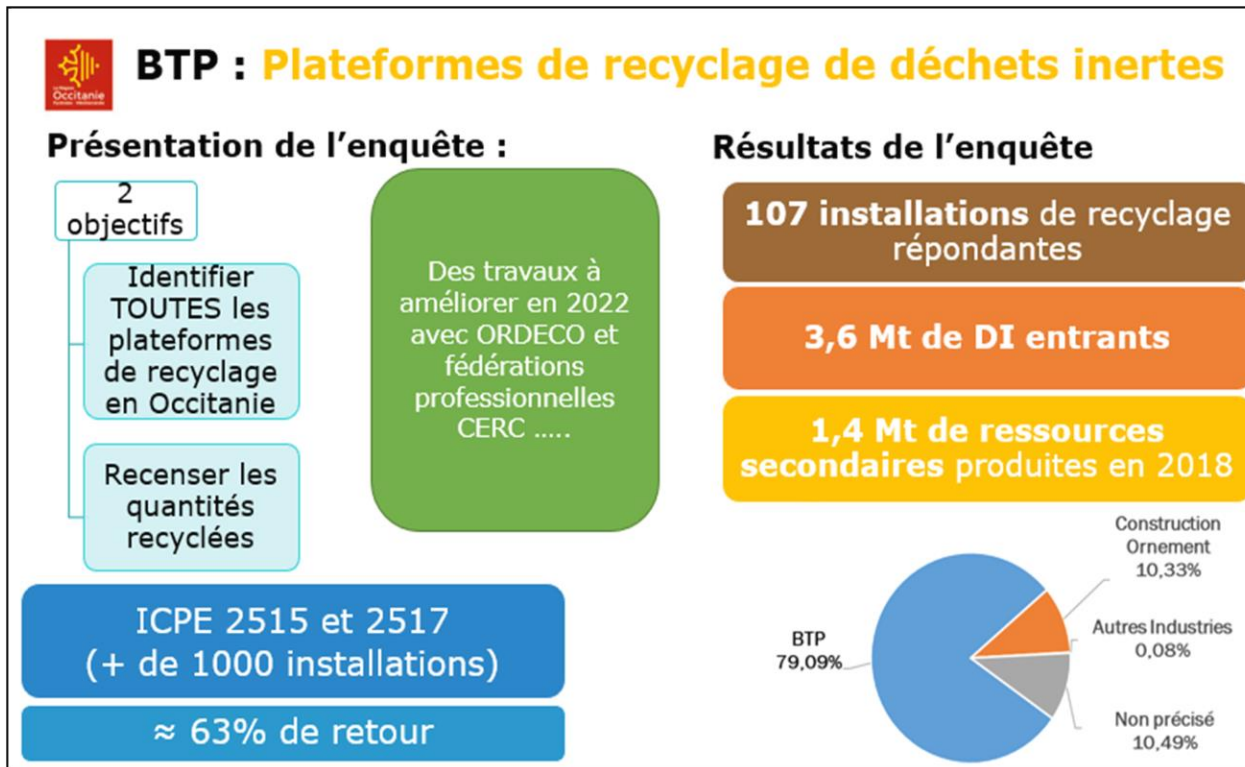 La Région
Occitanie
Pyrénées - Méditerranée
BTP : Plateformes de recyclage de déchets inertes
Présentation de l'enquête :
2
objectifs
Identifier
TOUTES les
plateformes
de recyclage
en Occitanie
Recenser les
quantités
recyclées
Des travaux à
améliorer en 2022
avec ORDECO et
fédérations
professionnelles
CERC .....
ICPE 2515 et 2517
(+ de 1000 installations)
≈ 63% de retour
Résultats de l'enquête
107 installations de recyclage
répondantes
3,6 Mt de DI entrants
1,4 Mt de ressources
secondaires produites en 2018
Construction
Ornement
10,33%
Autres Industries
0,08%
BTP
79,09%
Non précisé
10,49%